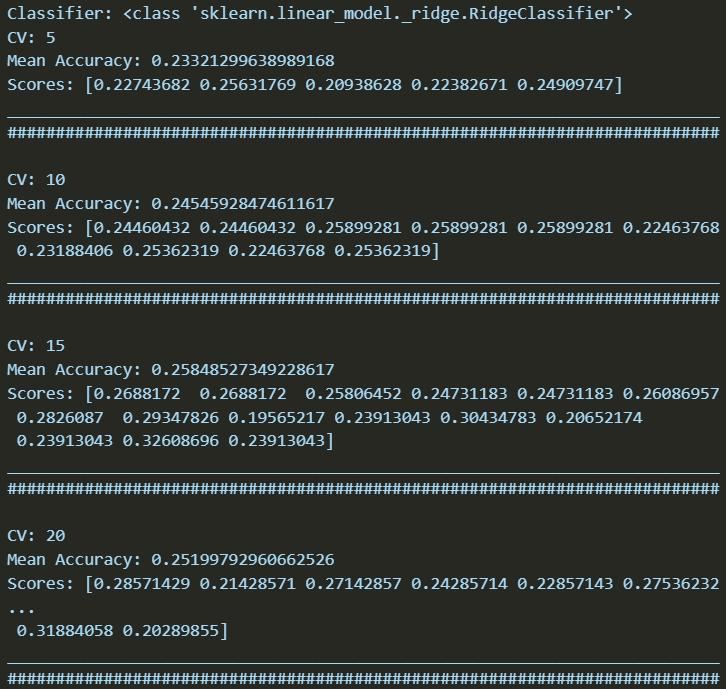 Classifier: <class 'sklearn.linear_model._ridge.RidgeClassifier'>
CV: 5
Mean Accuracy: 0.23321299638989168
Scores: [0.22743682 0.25631769 0.20938628 0.22382671 0.24909747]
________________________________________________________________________
########################################################################
CV: 10
Mean Accuracy: 0.24545928474611617
Scores: [0.24460432 0.24460432 0.25899281 0.25899281 0.25899281 0.22463768
 0.23188406 0.25362319 0.22463768 0.25362319]
________________________________________________________________________
########################################################################
CV: 15
Mean Accuracy: 0.25848527349228617
Scores: [0.2688172  0.2688172  0.25806452 0.24731183 0.24731183 0.26086957
 0.2826087  0.29347826 0.19565217 0.23913043 0.30434783 0.20652174
 0.23913043 0.32608696 0.23913043]
________________________________________________________________________
########################################################################
CV: 20
Mean Accuracy: 0.25199792960662526
Scores: [0.28571429 0.21428571 0.27142857 0.24285714 0.22857143 0.27536232
...
 0.31884058 0.20289855]
________________________________________________________________________
########################################################################